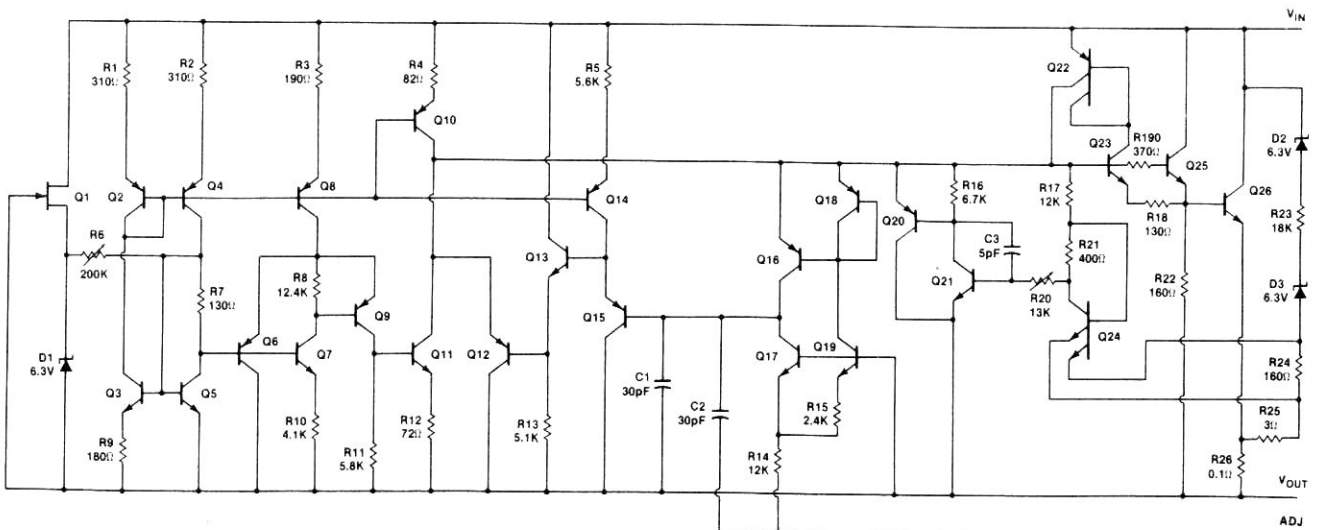 VIN
R1
310Ω
R2
310Ω
R3
190Ω
R4
82Ω
R5
5.6K
Q22
Q10
Q23
R190
370Ω
Q25
D2
6.3V
Q1
Q2
Q4
Q8
Q14
Q18
Q20
R16
6.7K
R17
12K
R18
130Ω
Q26
R23
18K
R6
200K
Q13
Q16
C3
5pF
R21
400Ω
R22
160Ω
D3
6.3V
R7
130Ω
R8
12.4K
Q9
Q15
Q21
R20
13K
Q24
D1
6.3V
Q6
Q7
Q11
Q12
Q17
Q19
R24
160Ω
Q3
Q5
C1
30pF
C2
30pF
R15
2.4K
R9
180Ω
R10
4.1K
R11
5.8K
R12
72Ω
R13
5.1K
R14
12K
R25
3Ω
R26
0.1Ω
VOUT
ADJ